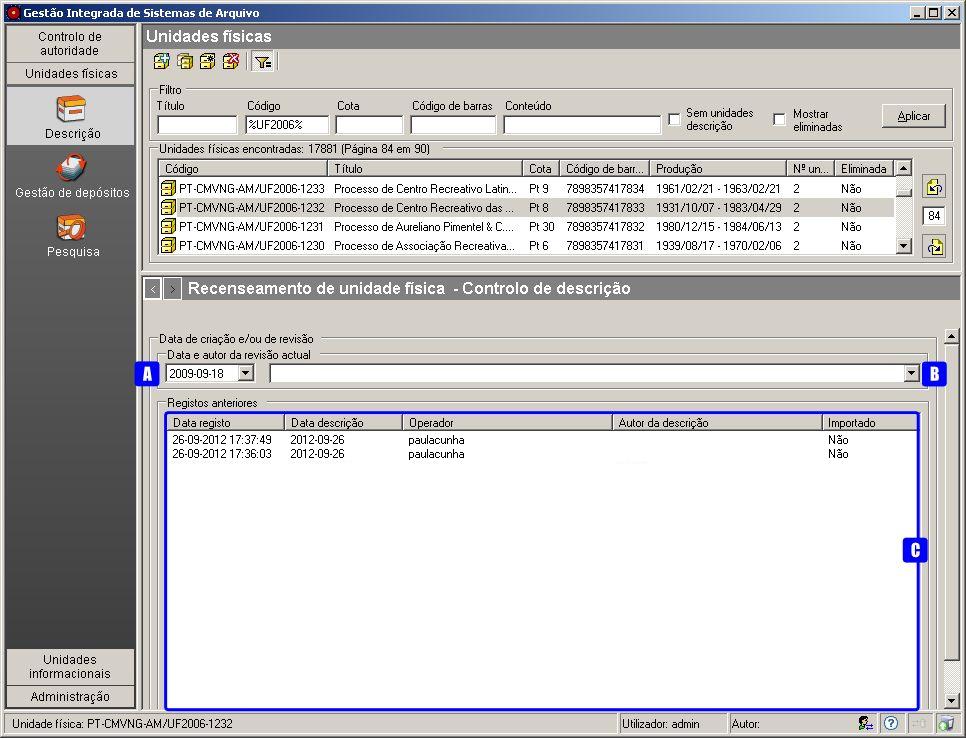 Gestão Integrada de Sistemas de Arquivo
Controlo de
autoridade
Unidades físicas
Descrição
Gestão de depósitos
Pesquisa
Unidades
informacionais
Administração
Unidades físicas
Filtro
Título Código Cota Código de barras Conteúdo
%UF2006%
Sem unidades
descrição
Mostrar
eliminadas
Aplicar
Unidades físicas encontradas: 17881 (Página 84 em 90)
Código Título Cota Código de barr... Produção Nº un... Eliminada
PT-CMVNG-AM/UF2006-1233 Processo de Centro Recreativo Latin... Pt 9 7898357417834 1961/02/21 - 1963/02/21 2 Não
PT-CMVNG-AM/UF2006-1232 Processo de Centro Recreativo das ... Pt 8 7898357417833 1931/10/07 - 1983/04/29 2 Não
PT-CMVNG-AM/UF2006-1231 Processo de Aureliano Pimentel & C.... Pt 30 7898357417832 1980/12/15 - 1984/06/13 2 Não
PT-CMVNG-AM/UF2006-1230 Processo de Associação Recreativa... Pt 6 7898357417831 1939/08/17 - 1970/02/06 2 Não
84
< > Recenseamento de unidade física - Controlo de descrição
Data de criação e/ou de revisão
Data e autor da revisão actual
A 2009-09-18 B
Registos anteriores
Data registo Data descrição Operador Autor da descrição Importado
26-09-2012 17:37:49 2012-09-26 paulacunha Não
26-09-2012 17:36:03 2012-09-26 paulacunha Não
C
Unidade física: PT-CMVNG-AM/UF2006-1232 Utilizador: admin Autor: